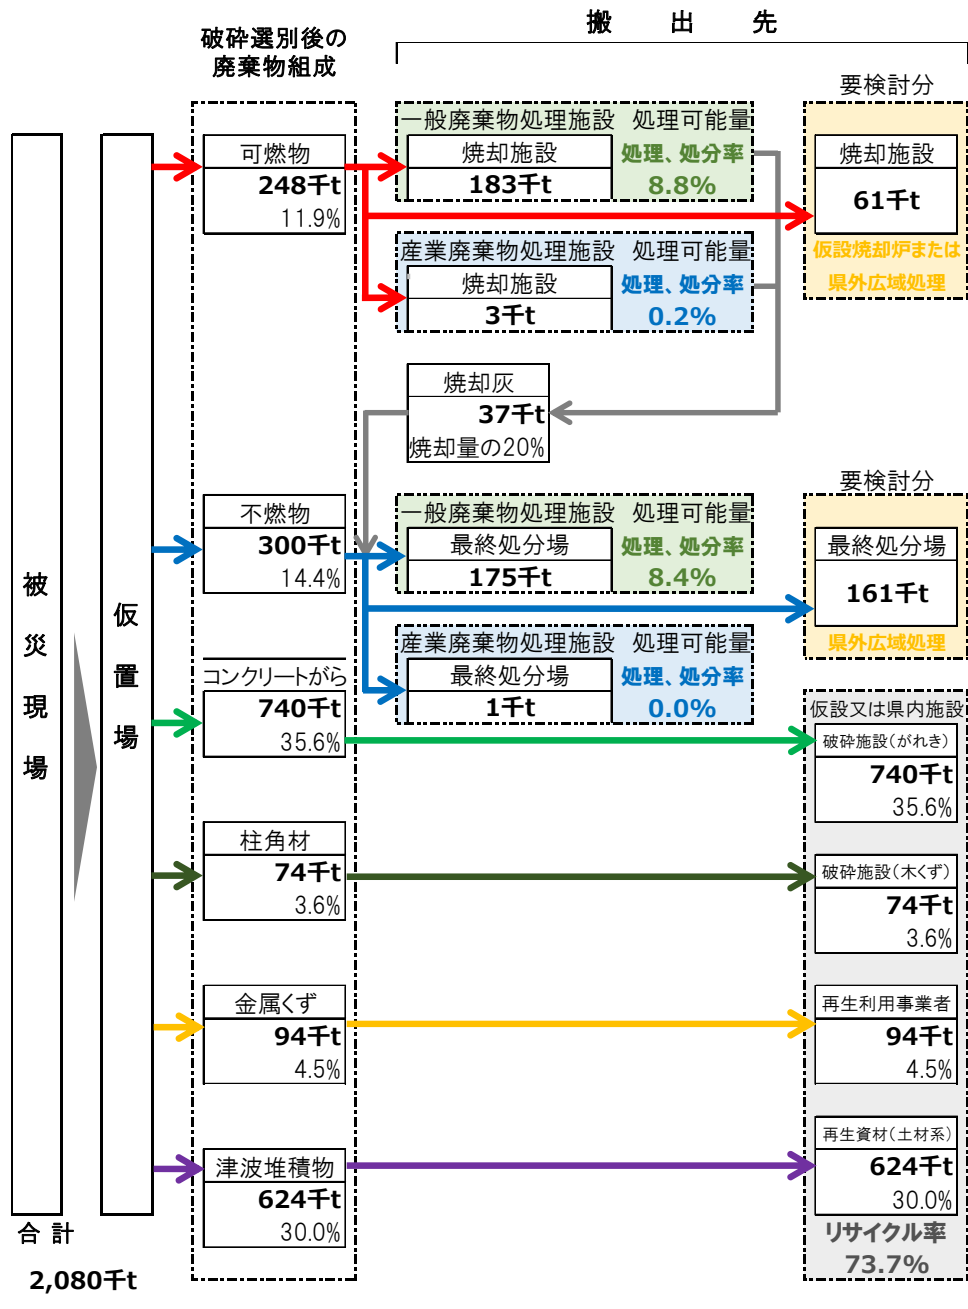 搬 出 先
破砕選別後の
廃棄物組成
要検討分
一般廃棄物処理施設 処理可能量
可燃物
248千t
11.9%
焼却施設
183千t
処理、処分率
8.8%
焼却施設
61千t
仮設焼却炉または
県外広域処理
産業廃棄物処理施設 処理可能量
焼却施設
3千t
処理、処分率
0.2%
焼却灰
37千t
焼却量の20%
要検討分
不燃物
300千t
14.4%
一般廃棄物処理施設 処理可能量
最終処分場
175千t
処理、処分率
8.4%
最終処分場
161千t
県外広域処理
産業廃棄物処理施設 処理可能量
最終処分場
1千t
処理、処分率
0.0%
被災現場
仮置場
コンクリートがら
740千t
35.6%
仮設又は県内施設
破砕施設(がれき)
740千t
35.6%
柱角材
74千t
3.6%
破砕施設(木くず)
74千t
3.6%
金属くず
94千t
4.5%
再生利用事業者
94千t
4.5%
津波堆積物
624千t
30.0%
再生資材(土材系)
624千t
30.0%
合計
2,080千t
リサイクル率
73.7%